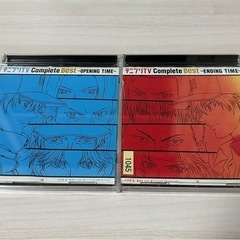 テニプリTV Complete Best ~OPENING TIME~
テニプリTV Complete Best ~ENDING TIME~
1045